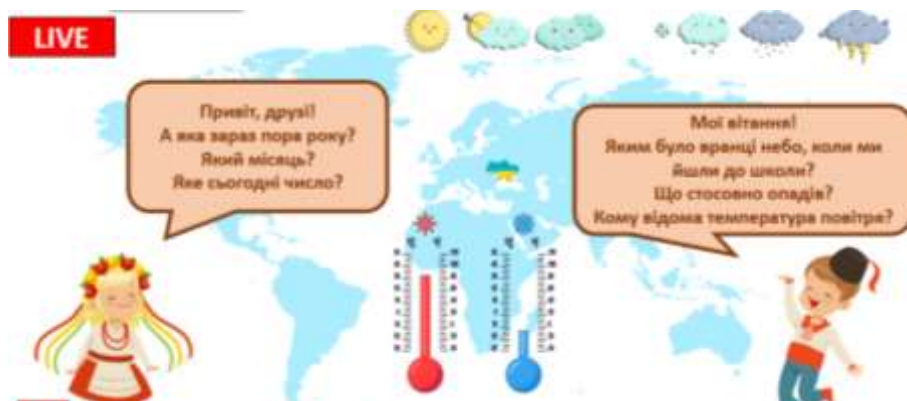 LIVE
Привіт, друзі!
А яка зараз пора року?
Який місяць?
Яке сьогодні число?
Мої вітання!
Яким було вранці небо, коли ми
йшли до школи?
Що стосовно опадів?
Кому відома температура повітря?